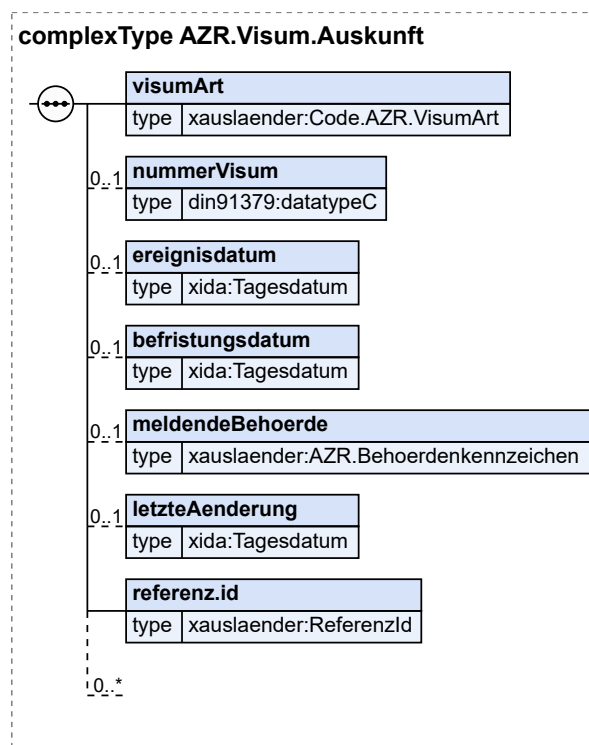 complexType AZR.Visum.Auskunft
visumArt
type xauslaender:Code.AZR.VisumArt
0..1 nummerVisum
type din91379:datatypeC
0..1 ereignisdatum
type xida:Tagesdatum
0..1 befristungsdatum
type xida:Tagesdatum
0..1 meldendeBehoerde
type xauslaender:AZR.Behoerdenkennzeichen
0..1 letzteAenderung
type xida:Tagesdatum
referenz.id
type xauslaender:ReferenzId
0..*